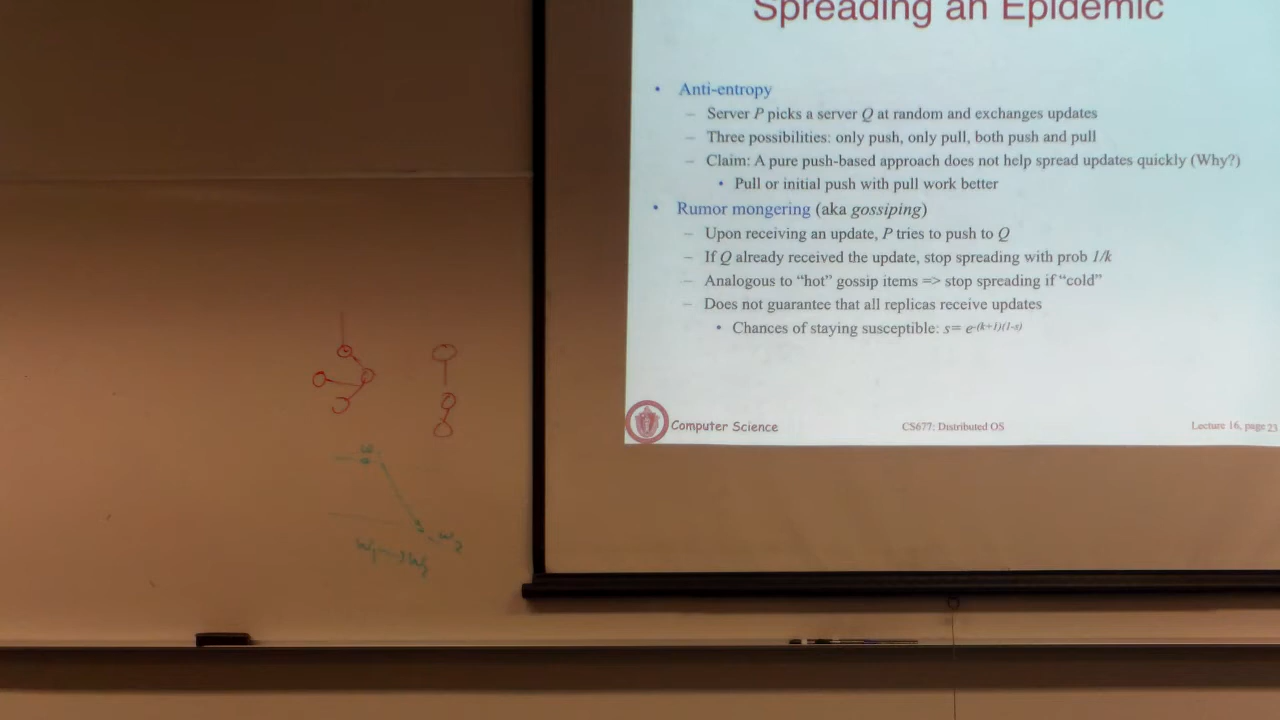 Spreading an Epidemic
• Anti-entropy
– Server P picks a server Q at random and exchanges updates
– Three possibilities: only push, only pull, both push and pull
– Claim: A pure push-based approach does not help spread updates quickly (Why?)
• Pull or initial push with pull work better
• Rumor mongering (aka gossiping)
– Upon receiving an update, P tries to push to Q
– If Q already received the update, stop spreading with prob 1/k
– Analogous to “hot” gossip items => stop spreading if “cold”
– Does not guarantee that all replicas receive updates
• Chances of staying susceptible: s= e-(k+1)(1-s)
Computer Science
CS677: Distributed OS
Lecture 16, page 23